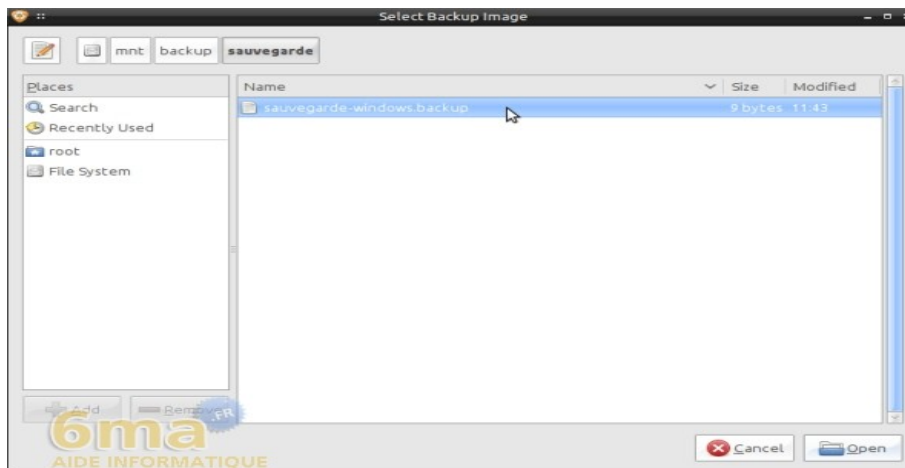 Select Backup Image
mnt backup sauvegarde
Places
Name Size Modified
Search
sauvegarde-windows.backup 9 bytes 11:43
Recently Used
root
File System
Add Remove
6ma .FR
AIDE INFORMATIQUE
Cancel Open